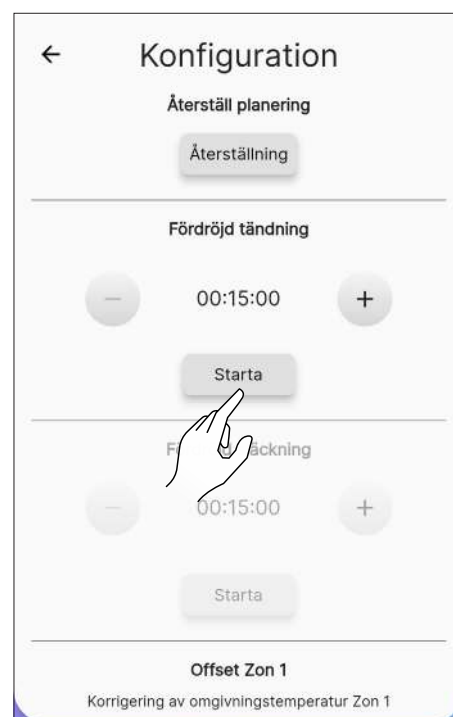 Konfiguration
Återställ planering
Återställning
Fördröjd tändning
− 00:15:00 +
Starta
− 00:15:00 +
Starta
Offset Zon 1
Korrigering av omgivningstemperatur Zon 1